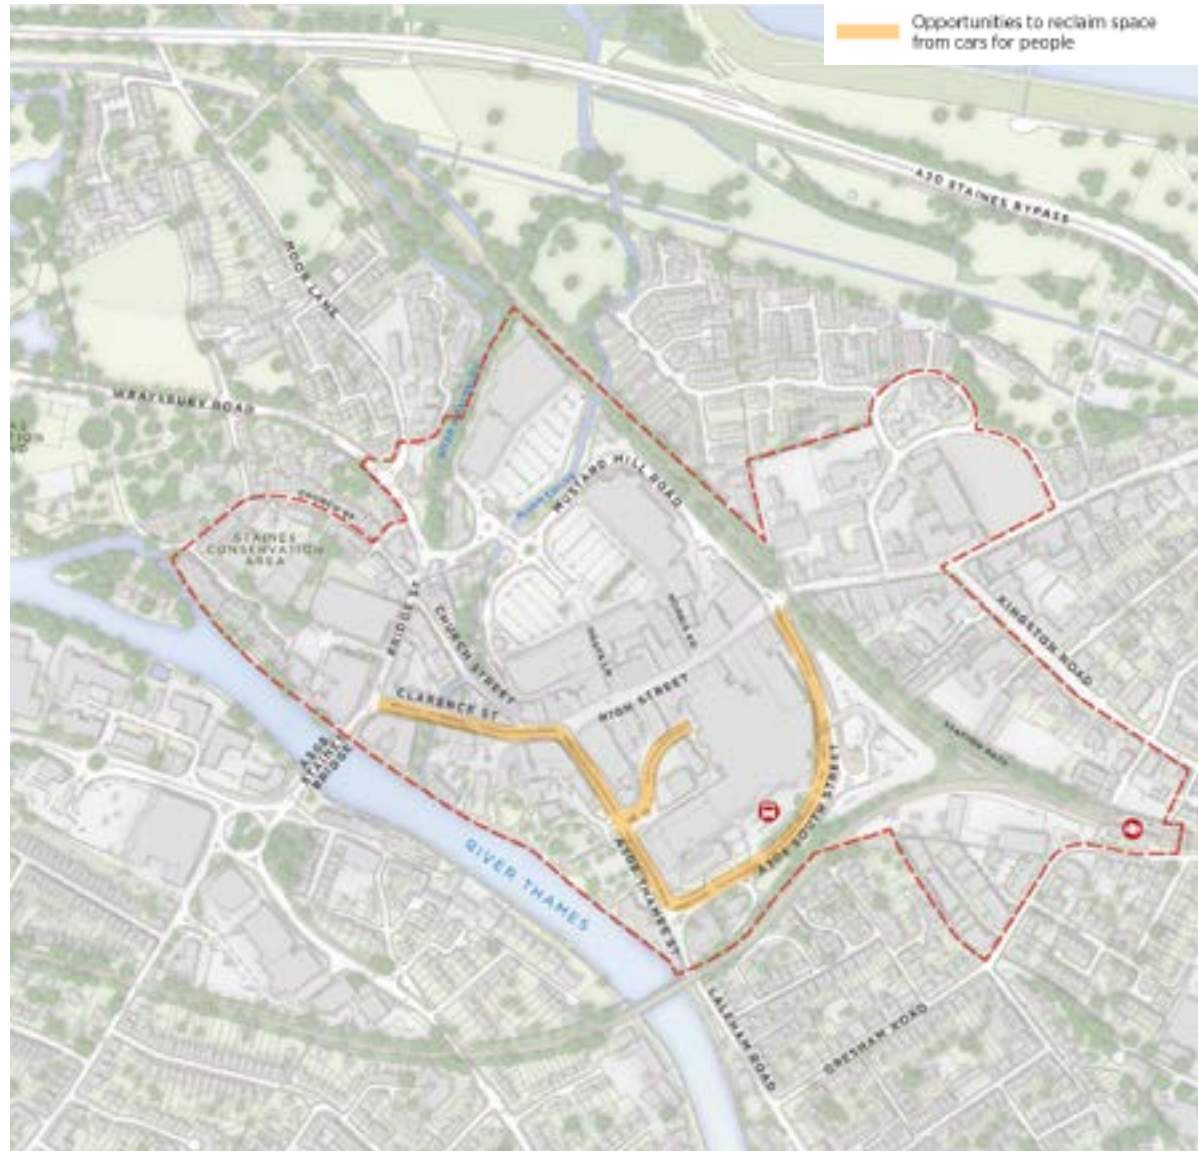 Opportunities to reclaim space
from cars for people
A30 STAINES BYPASS
MOOR LANE
WRAYSBURY ROAD
MUSTARD MILL ROAD
STAINES
CONSERVATION
AREA
BRIDGE ST
CHURCH STREET
KINGSTON ROAD
CLARENCE ST
HIGH STREET
A308
STAINES
BRIDGE
A308 SOUTH STREET
A308 THAMES ST
RIVER THAMES
LALEHAM ROAD
GRESHAM ROAD